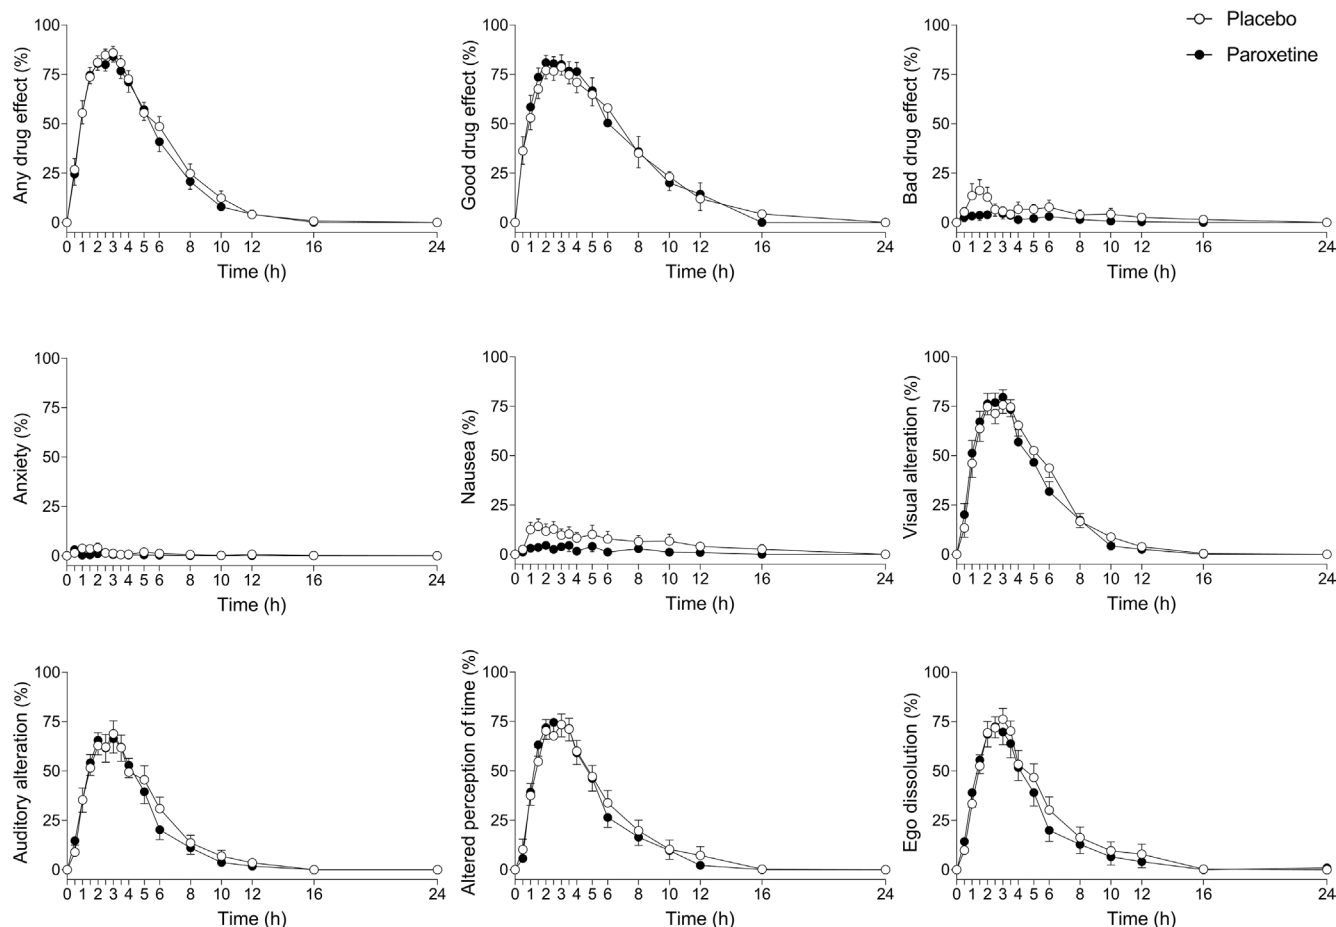 Placebo
Paroxetine
Any drug effect (%)
100
75
50
25
0
0 1 2 3 4 5 6 8 10 12 16 24
Time (h)
Good drug effect (%)
100
75
50
25
0
0 1 2 3 4 5 6 8 10 12 16 24
Time (h)
Bad drug effect (%)
100
75
50
25
0
0 1 2 3 4 5 6 8 10 12 16 24
Time (h)
Anxiety (%)
100
75
50
25
0
0 1 2 3 4 5 6 8 10 12 16 24
Time (h)
Nausea (%)
100
75
50
25
0
0 1 2 3 4 5 6 8 10 12 16 24
Time (h)
Visual alteration (%)
100
75
50
25
0
0 1 2 3 4 5 6 8 10 12 16 24
Time (h)
Auditory alteration (%)
100
75
50
25
0
0 1 2 3 4 5 6 8 10 12 16 24
Time (h)
Altered perception of time (%)
100
75
50
25
0
0 1 2 3 4 5 6 8 10 12 16 24
Time (h)
Ego dissolution (%)
100
75
50
25
0
0 1 2 3 4 5 6 8 10 12 16 24
Time (h)